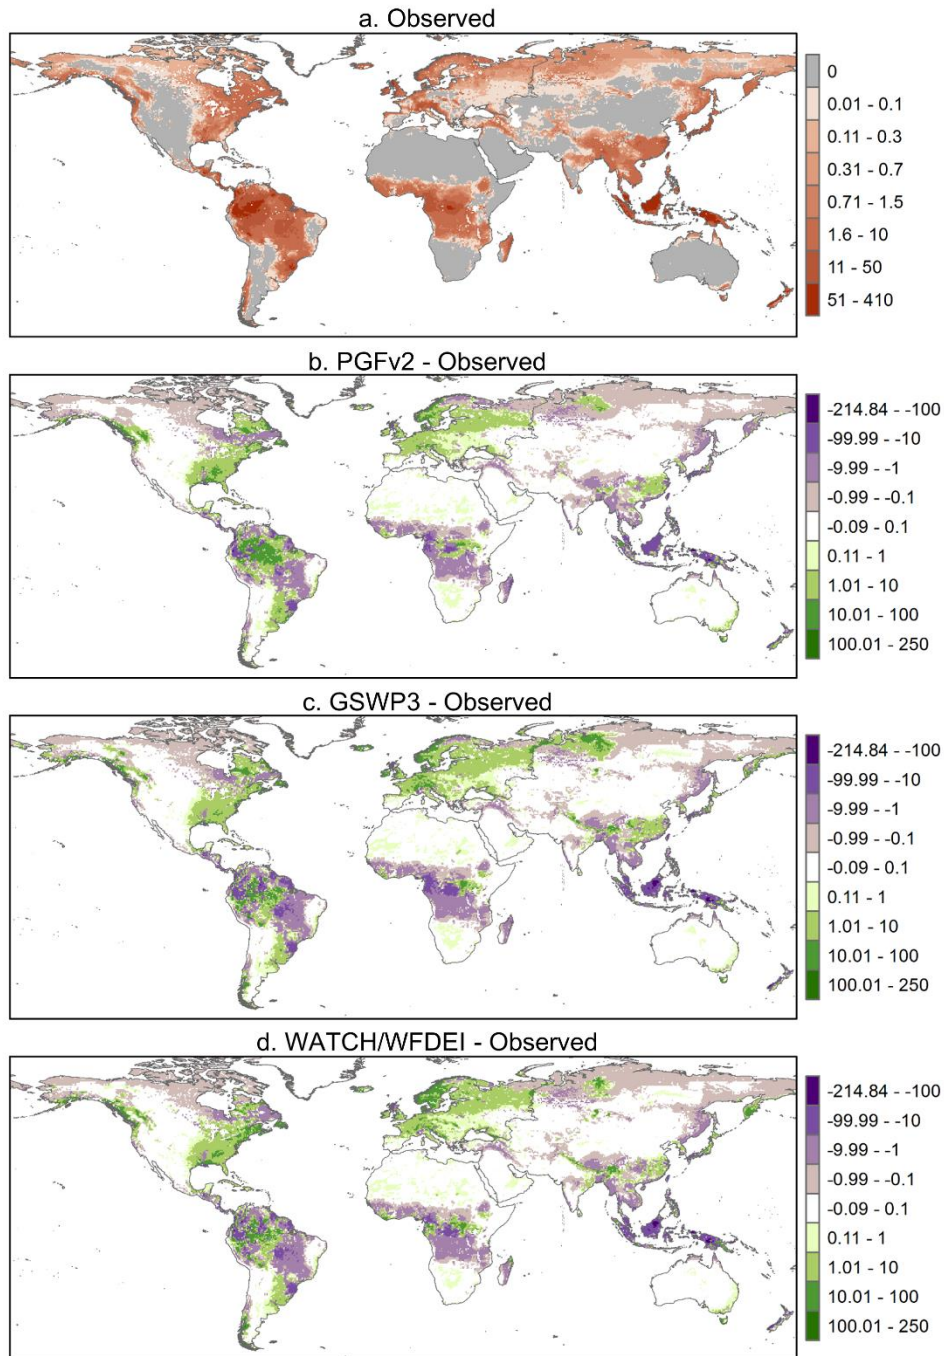 a. Observed
0
0.01 - 0.1
0.11 - 0.3
0.31 - 0.7
0.71 - 1.5
1.6 - 10
11 - 50
51 - 410
b. PGFv2 - Observed
-214.84 - -100
-99.99 - -10
-9.99 - -1
-0.99 - -0.1
-0.09 - 0.1
0.11 - 1
1.01 - 10
10.01 - 100
100.01 - 250
c. GSWP3 - Observed
-214.84 - -100
-99.99 - -10
-9.99 - -1
-0.99 - -0.1
-0.09 - 0.1
0.11 - 1
1.01 - 10
10.01 - 100
100.01 - 250
d. WATCH/WFDEI - Observed
-214.84 - -100
-99.99 - -10
-9.99 - -1
-0.99 - -0.1
-0.09 - 0.1
0.11 - 1
1.01 - 10
10.01 - 100
100.01 - 250